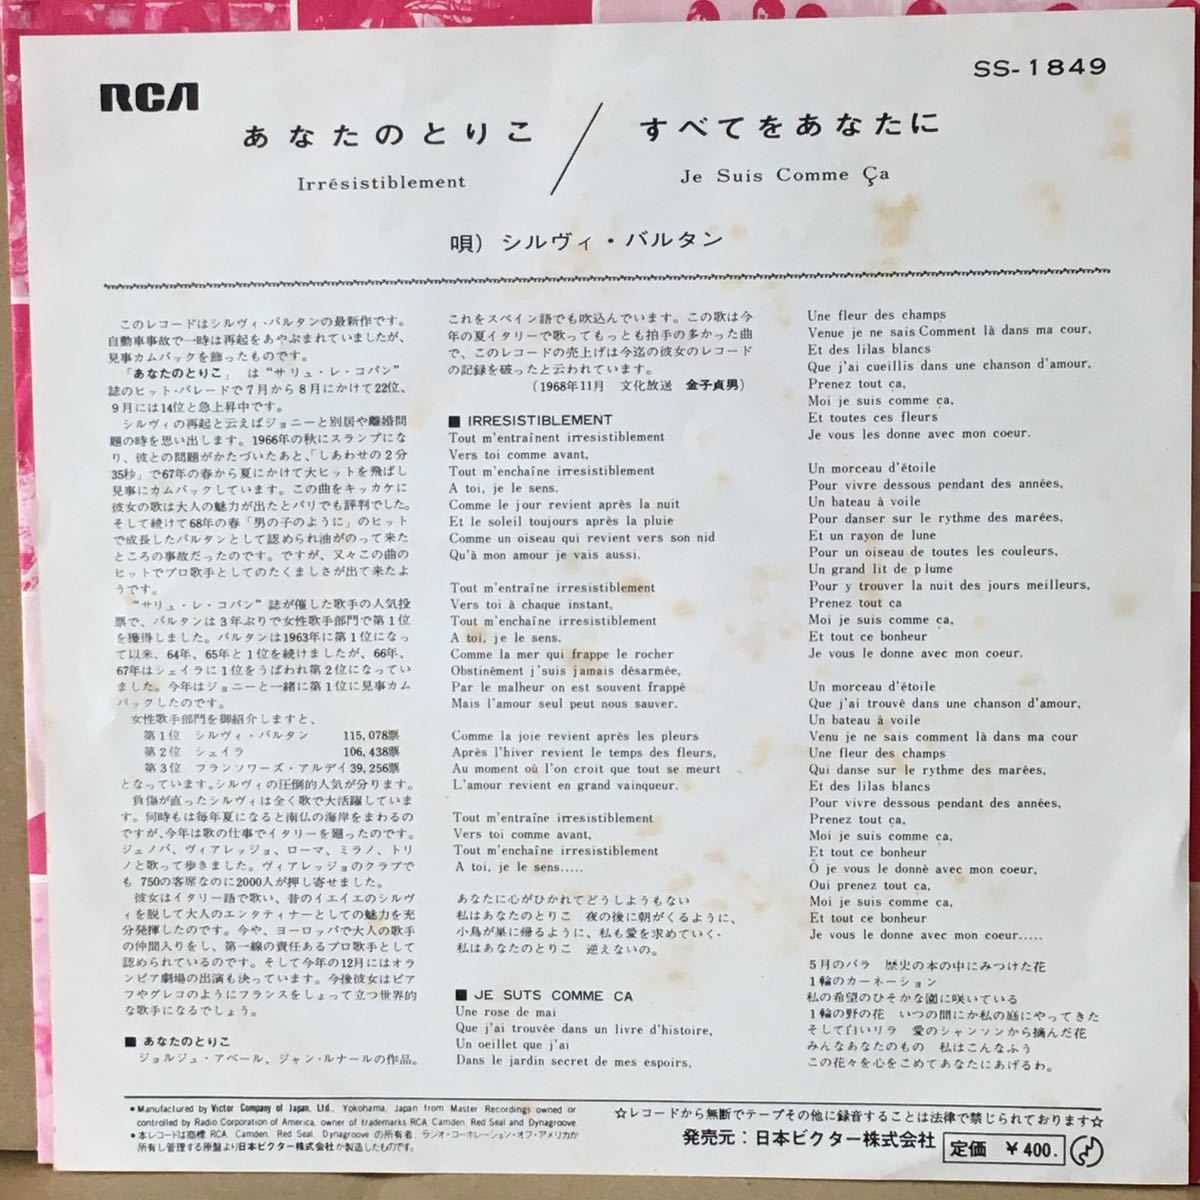 RCA
SS-1849
あなたのとりこ / すべてをあなたに
Irrésistiblement
Je Suis Comme Ça
唄) シルヴィ・バルタン
このレコードはシルヴィ・バルタンの最新作です。
自動車事故で一時は再起をあやぶまれていましたが、
見事カムバックを飾ったものです。
「あなたのとりこ」 は “サリュ・レ・コパン”
誌のヒット・パレードで7月から8月にかけて22位、
9月には14位と急上昇中です。
シルヴィの再起と云えばジョニーと別居や離婚問
題の時を思い出します。1966年の秋にスランプにな
り、彼との問題がかたづいたあと、「しあわせの2分
35秒」で67年の春から夏にかけて大ヒットを飛ばし
見事にカムバックしています。この曲をキッカケに
彼女の歌は大人の魅力が出たとパリでも評判でした。
そして続けて68年の春「男の子のように」のヒット
で成長したバルタンとして認められ油がのって来た
ところの事故だったのです。ですが、又々この曲の
ヒットでプロ歌手としてのたくましさが出て来たよ
うです。
“サリュ・レ・コパン”誌が催した歌手の人気投
票で、バルタンは3年ぶりで女性歌手部門で第1位
を獲得しました。バルタンは1963年に第1位になっ
て以来、64年、65年と1位を続けましたが、66年、
67年はシェイラに1位をうばわれ第2位になってい
ました。今年はジョニーと一緒に第1位に見事カム
バックしたのです。
女性歌手部門を御紹介しますと、
第1位 シルヴィ・バルタン 115,078票
第2位 シェイラ 106,438票
第3位 フランソワーズ・アルディ 39,256票
となっています。シルヴィの圧倒的人気が分ります。
負傷が直ったシルヴィは全く歌で大活躍していま
す。何時もは毎年夏になると南仏の海岸をまわるの
ですが、今年は歌の仕事でイタリーを廻ったのです。
ジェノバ、ヴィアレッジョ、ローマ、ミラノ、トリ
ノと歌って歩きました。ヴィアレッジョのクラブで
も 750の客席なのに2000人が押し寄せました。
彼女はイタリー語で歌い、昔のイエイエのシルヴ
ィを脱して大人のエンタティナーとしての魅力を充
分発揮したのです。今や、ヨーロッパで大人の歌手
の仲間入りをし、第一線の責任あるプロ歌手として
認められているのです。そして今年の12月にはオラ
ンピア劇場の出演も決っています。今後彼女はピア
フやグレコのようにフランスをしょって立つ世界的
な歌手になるでしょう。
■ あなたのとりこ
ジョルジュ・アベール、ジャン・ルナールの作品。
これをスペイン語でも吹込んでいます。この歌は今
年の夏イタリーで歌ってもっとも拍手の多かった曲
で、このレコードの売上げは今迄の彼女のレコード
の記録を破ったと云われています。
(1968年11月 文化放送 金子貞男)
■ IRRESISTIBLEMENT
Tout m'entraînent irresistiblement
Vers toi comme avant,
Tout m'enchaîne irresistiblement
A toi, je le sens.
Comme le jour revient après la nuit
Et le soleil toujours après la pluie
Comme un oiseau qui revient vers son nid
Qu'à mon amour je vais aussi.
Tout m'entraîne irresistiblement
Vers toi à chaque instant,
Tout m'enchaîne irresistiblement
A toi, je le sens.
Comme la mer qui frappe le rocher
Obstinément j'suis jamais désarmée,
Par le malheur on est souvent frappé
Mais l'amour seul peut nous sauver.
Comme la joie revient après les pleurs
Après l'hiver revient le temps des fleurs,
Au moment où l'on croit que tout se meurt
L'amour revient en grand vainqueur.
Tout m'entraîne irresistiblement
Vers toi comme avant,
Tout m'enchaîne irresistiblement
A toi, je le sens.....
あなたに心がひかれてどうしようもない
私はあなたのとりこ 夜の後に朝がくるように、
小鳥が巣に帰るように、私も愛を求めていく・
私はあなたのとりこ 逆えないの。
■ JE SUTS COMME CA
Une rose de mai
Que j'ai trouvée dans un livre d'histoire,
Un oeillet que j'ai
Dans le jardin secret de mes espoirs,
Une fleur des champs
Venue je ne sais Comment là dans ma cour,
Et des lilas blancs
Que j'ai cueillis dans une chanson d'amour,
Prenez tout ça,
Moi je suis comme ça,
Et toutes ces fleurs
Je vous les donne avec mon coeur.
Un morceau d'étoile
Pour vivre dessous pendant des années,
Un bateau à voile
Pour danser sur le rythme des marées,
Et un rayon de lune
Pour un oiseau de toutes les couleurs,
Un grand lit de plume
Pour y trouver la nuit des jours meilleurs,
Prenez tout ça
Moi je suis comme ça,
Et tout ce bonheur
Je vous le donne avec mon coeur.
Un morceau d'étoile
Que j'ai trouvé dans une chanson d'amour,
Un bateau à voile
Venu je ne sais comment là dans ma cour
Une fleur des champs
Qui danse sur le rythme des marées,
Et des lilas blancs
Pour vivre dessous pendant des années,
Prenez tout ça,
Moi je suis comme ça,
Et tout ce bonheur
Ô je vous le donnè avec mon coeur,
Oui prenez tout ça,
Moi je suis comme ça,
Et tout ce bonheur
Je vous le donne avec mon coeur.....
5月のバラ 歴史の本の中にみつけた花
1輪のカーネーション
私の希望のひそかな園に咲いている
1輪の野の花 いつの間にか私の庭にやってきた
そして白いリラ 愛のシャンソンから摘んだ花
みんなあなたのもの 私はこんなふう
この花々を心をこめてあなたにあげるわ。
● Manufactured by Victor Company of Japan, Ltd., Yokohama, Japan from Master Recordings owned or
controlled by Radio Corporation of America, owner of trademarks RCA, Camden, Red Seal and Dynagroove.
● 本レコードは商標 RCA, Camden, Red Seal, Dynagroove の所有者、ラジオ・コーポレーション・オブ・アメリカが
所有し管理する原盤より日本ビクター株式会社が製造したものです。
☆レコードから無断でテープその他に録音することは法律で禁じられております☆
発売元:日本ビクター株式会社 定価 ¥400.